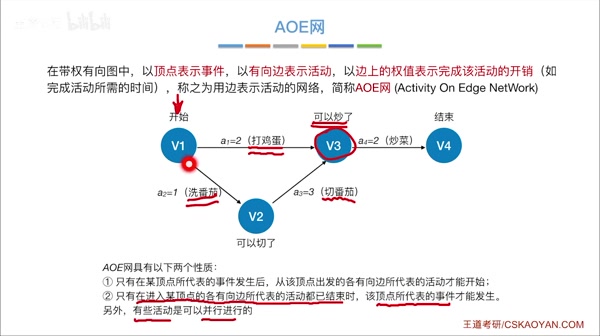 AOE网
在带权有向图中，以顶点表示事件，以有向边表示活动，以边上的权值表示完成该活动的开销（如
完成活动所需的时间），称之为用边表示活动的网络，简称AOE网 (Activity On Edge NetWork)
开始
可以炒了
结束
V1
a₁=2（打鸡蛋）
V3
a₄=2（炒菜）
V4
a₂=1（洗番茄）
a₃=3（切番茄）
V2
可以切了
AOE网具有以下两个性质：
① 只有在某顶点所代表的事件发生后，从该顶点出发的各有向边所代表的活动才能开始；
② 只有在进入某顶点的各有向边所代表的活动都已结束时，该顶点所代表的事件才能发生。
另外，有些活动是可以并行进行的
王道考研/CSKAOYAN.COM